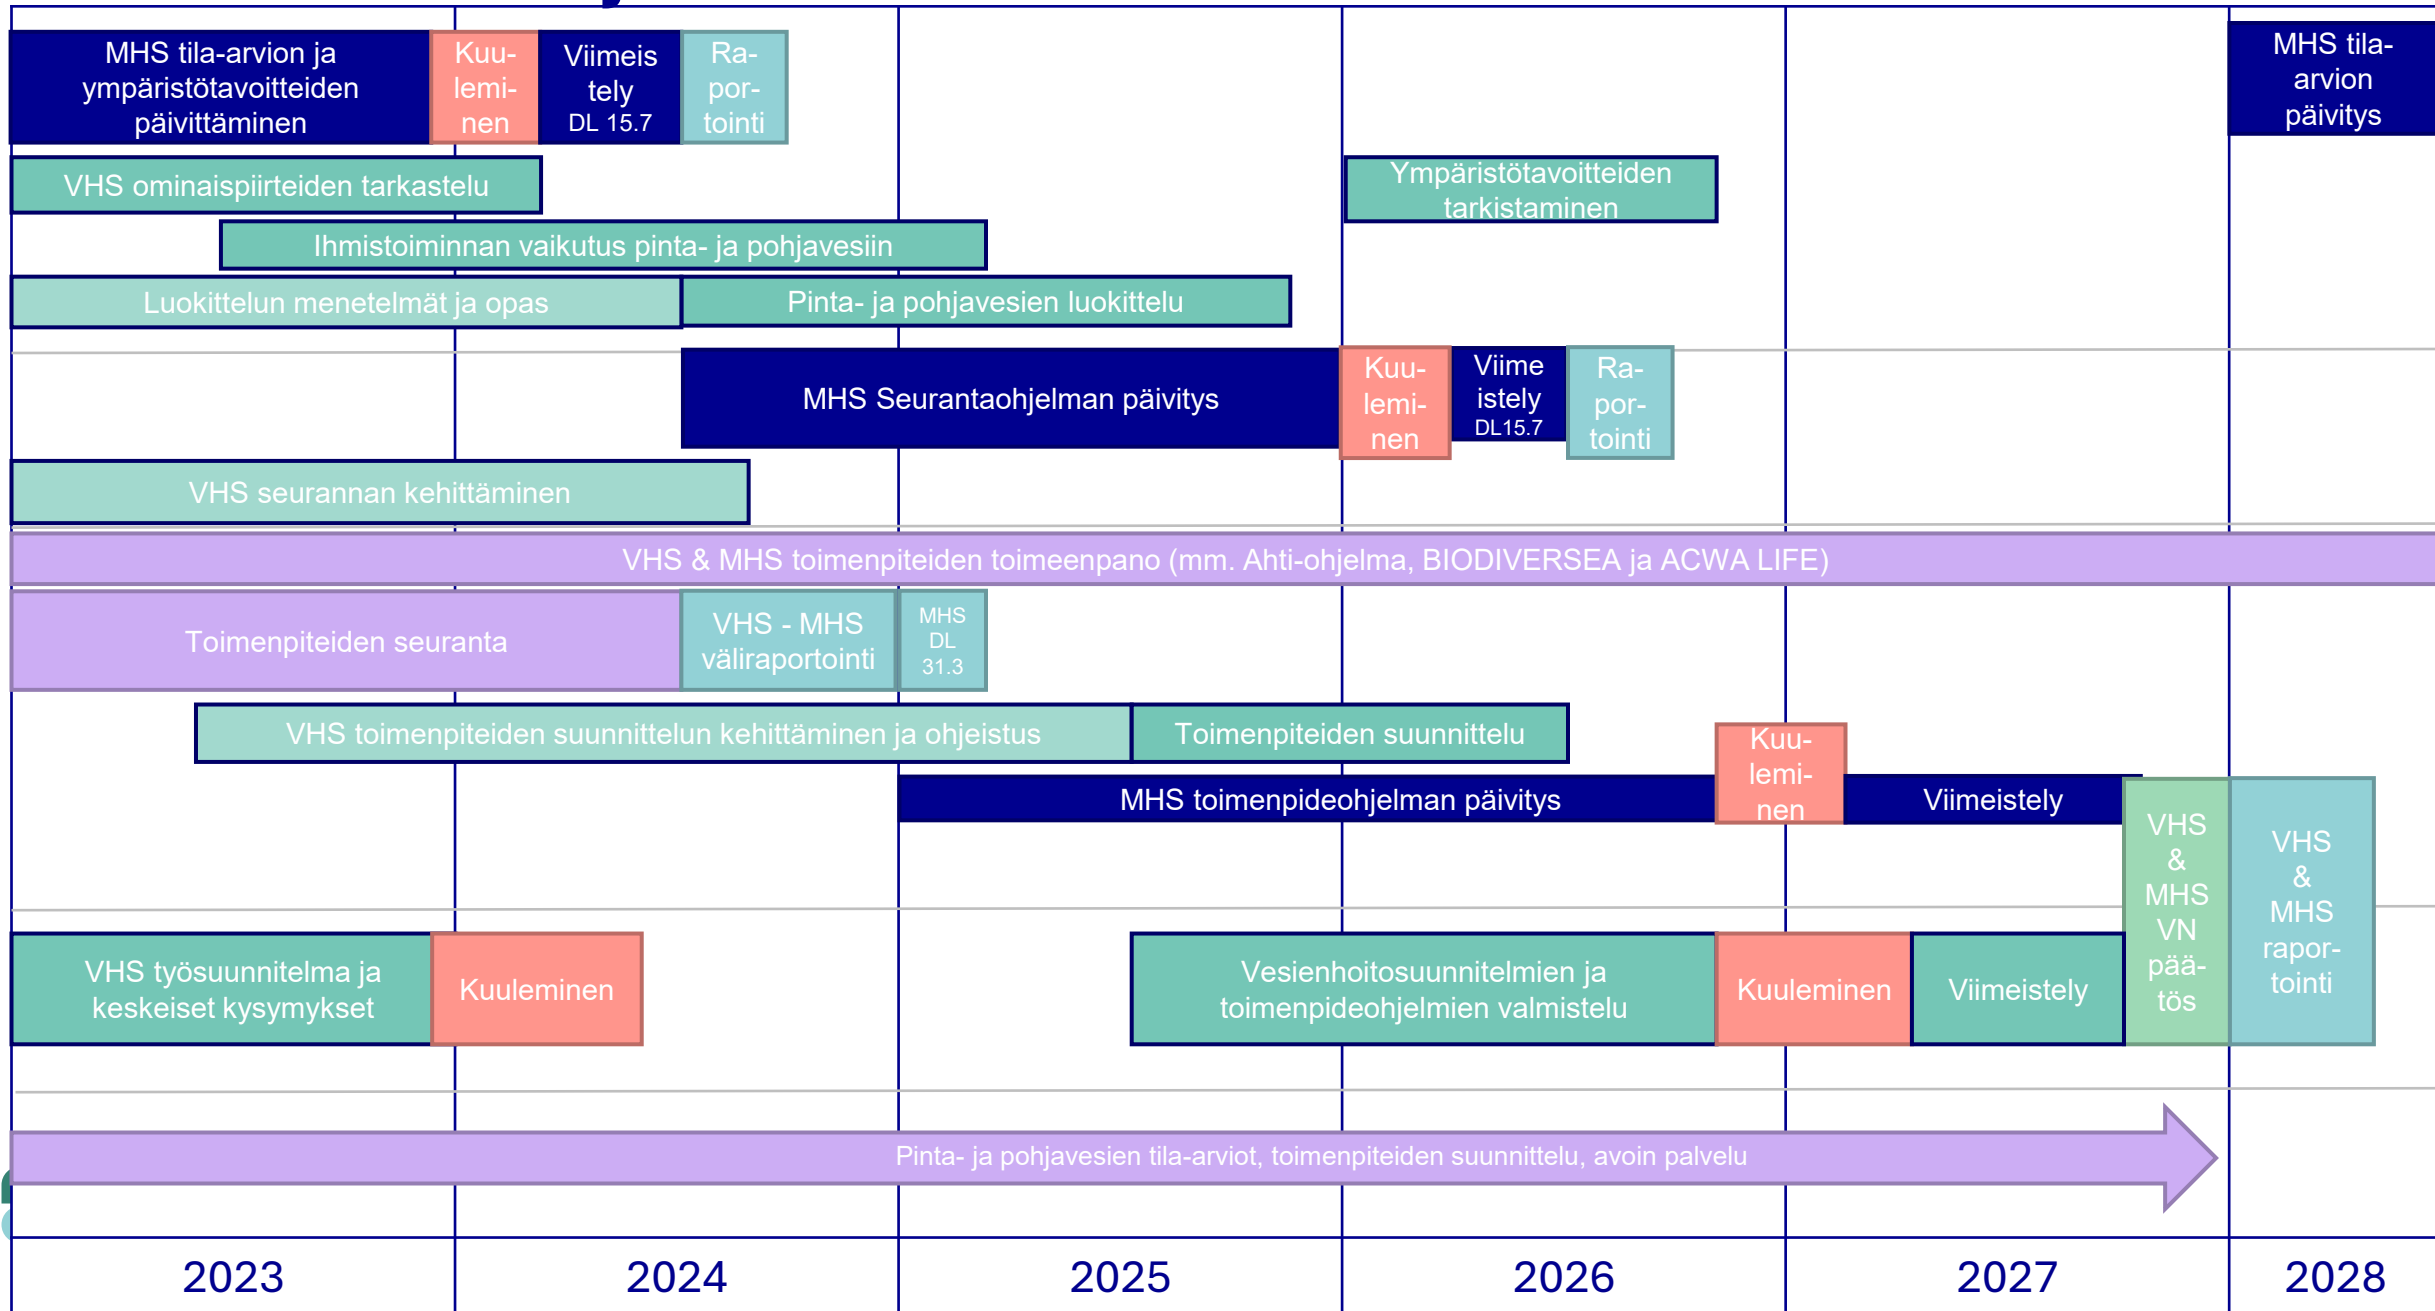 MHS tila-arvion ja
ympäristötavoitteiden
päivittäminen
Kuu-
lemi-
nen
Viimeis
tely
DL 15.7
Ra-
por-
tointi
MHS tila-
arvion
päivitys
VHS ominaispiirteiden tarkastelu
Ympäristötavoitteiden
tarkistaminen
Ihmistoiminnan vaikutus pinta- ja pohjavesiin
Luokittelun menetelmät ja opas
Pinta- ja pohjavesien luokittelu
MHS Seurantaohjelman päivitys
Kuu-
lemi-
nen
Viime
istely
DL15.7
Ra-
por-
tointi
VHS seurannan kehittäminen
VHS & MHS toimenpiteiden toimeenpano (mm. Ahti-ohjelma, BIODIVERSEA ja ACWA LIFE)
Toimenpiteiden seuranta
VHS - MHS
väliraportointi
MHS
DL
31.3
VHS toimenpiteiden suunnittelun kehittäminen ja ohjeistus
Toimenpiteiden suunnittelu
Kuu-
lemi-
nen
MHS toimenpideohjelman päivitys
Viimeistely
VHS
&
MHS
VN
pää-
tös
VHS
&
MHS
rapor-
tointi
VHS työsuunnitelma ja
keskeiset kysymykset
Kuuleminen
Vesienhoitosuunnitelmien ja
toimenpideohjelmien valmistelu
Kuuleminen
Viimeistely
Pinta- ja pohjavesien tila-arviot, toimenpiteiden suunnittelu, avoin palvelu
2023
2024
2025
2026
2027
2028